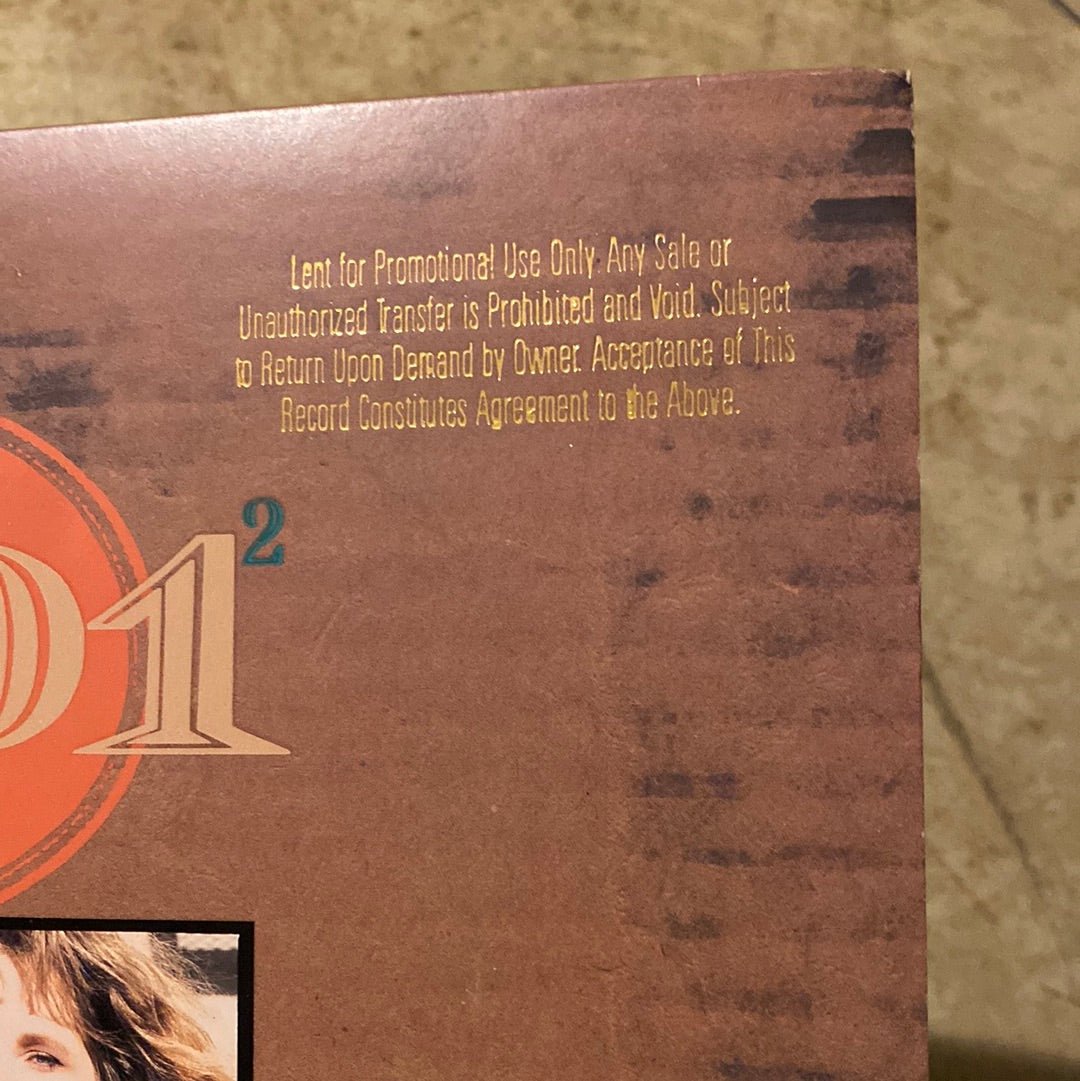 Lent for Promotional Use Only. Any Sale or
Unauthorized Transfer is Prohibited and Void. Subject
to Return Upon Demand by Owner. Acceptance of This
Record Constitutes Agreement to the Above.
01²